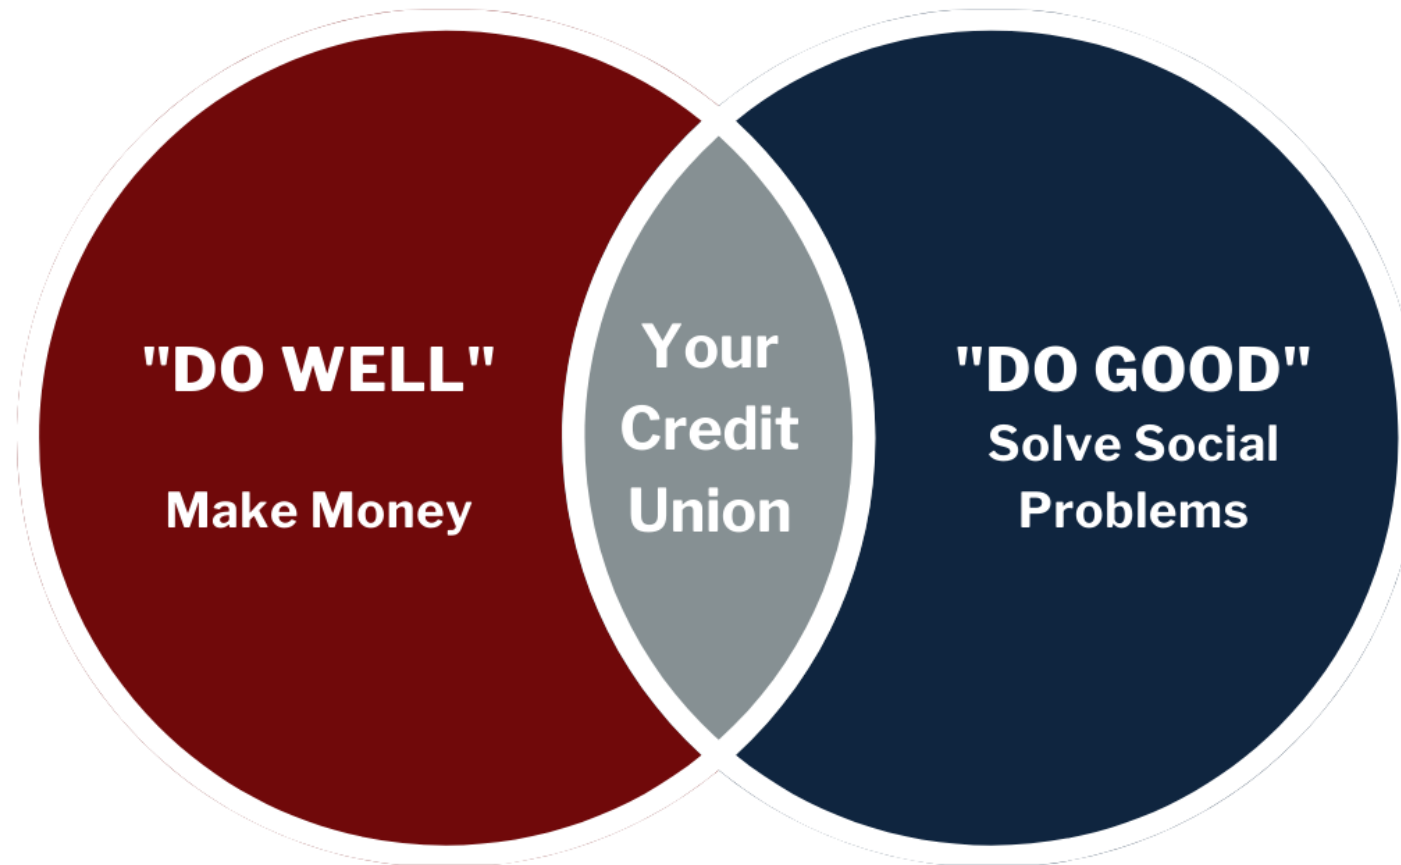 "DO WELL"
Make Money
Your
Credit
Union
"DO GOOD"
Solve Social
Problems